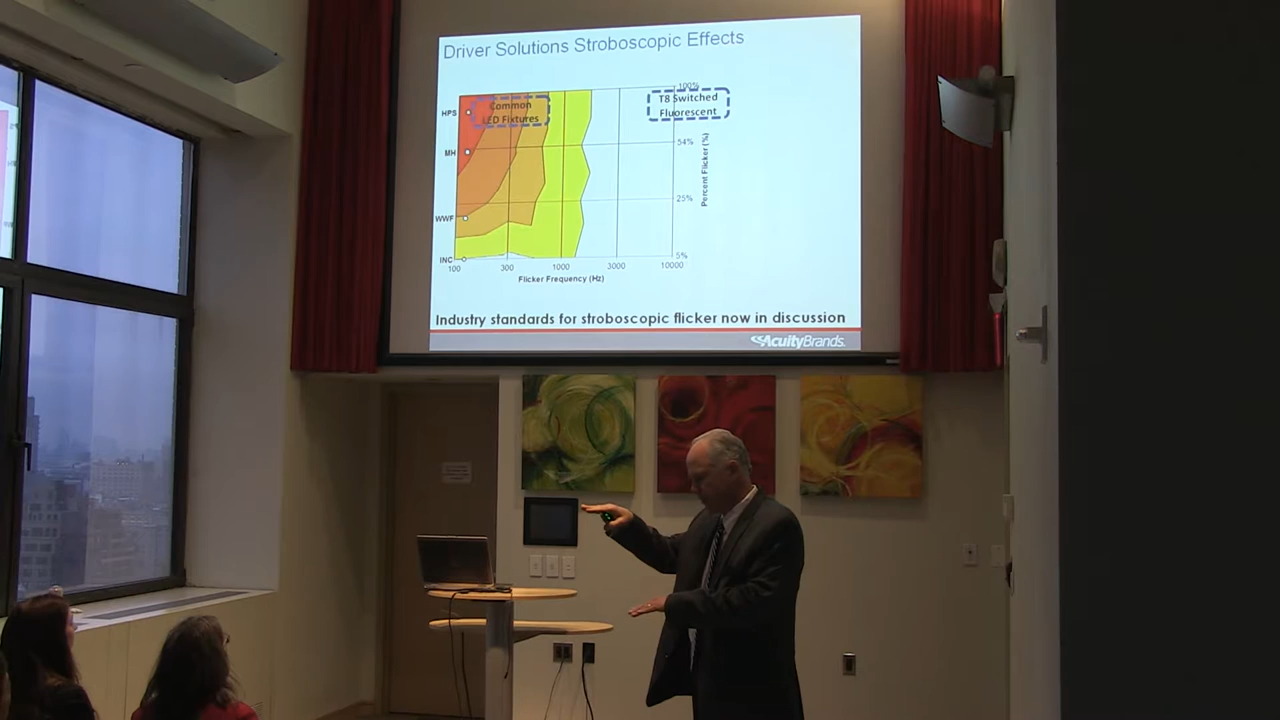 Driver Solutions Stroboscopic Effects
HPS
MH
WWF
INC
Common
LED Fixtures
T8 Switched
Fluorescent
100%
54%
25%
5%
Percent Flicker (%)
100
300
1000
3000
10000
Flicker Frequency (Hz)
Industry standards for stroboscopic flicker now in discussion
AcuityBrands.